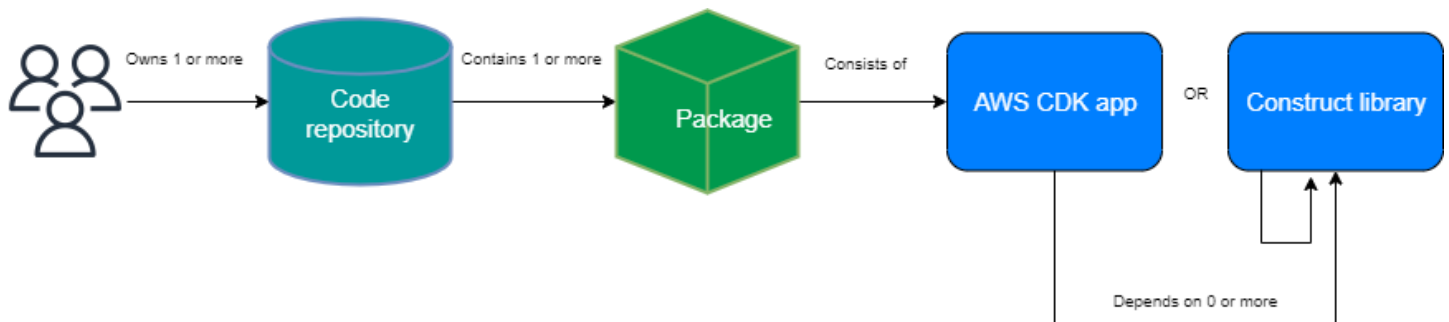 Owns 1 or more
Contains 1 or more
Consists of
Code
repository
Package
AWS CDK app
OR
Construct library
Depends on 0 or more